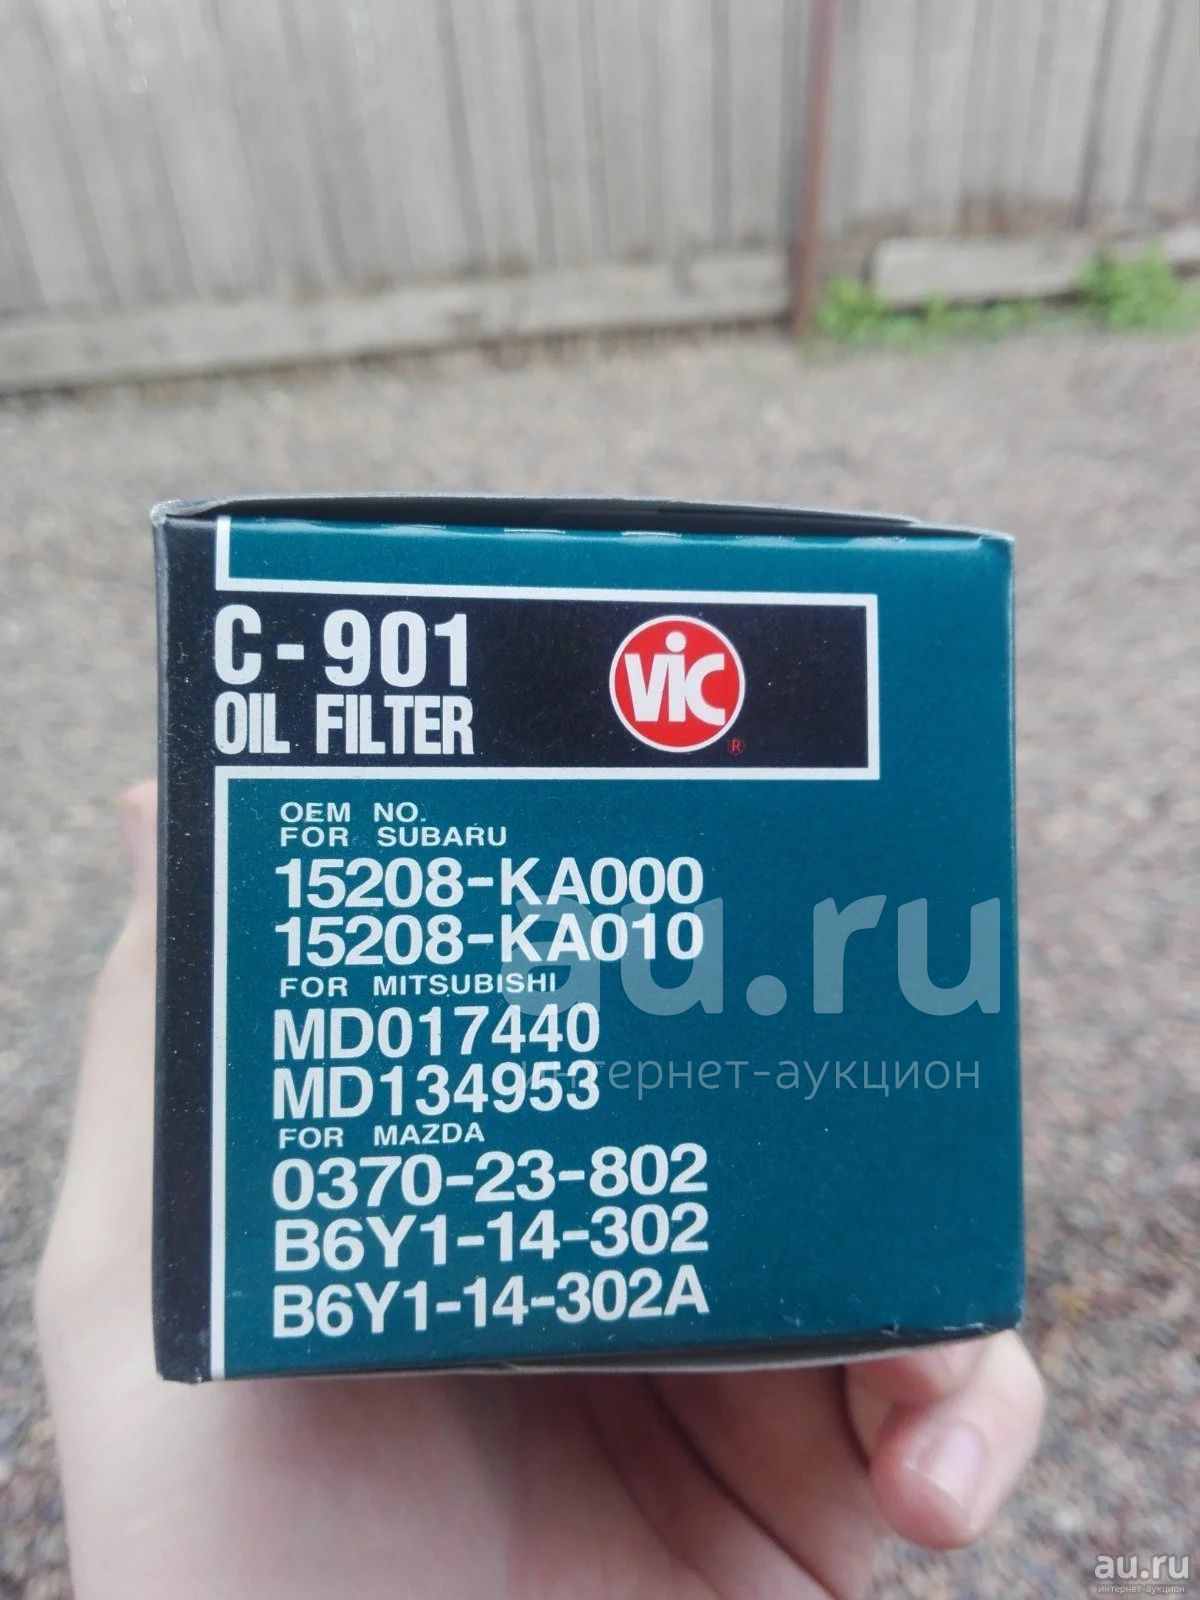 C-901
OIL FILTER
VIC
®
OEM NO.
FOR SUBARU
15208-KA000
15208-KA010
FOR MITSUBISHI
MD017440
MD134953
FOR MAZDA
0370-23-802
B6Y1-14-302
B6Y1-14-302A
au.ru
интернет-аукцион
au.ru
интернет-аукцион